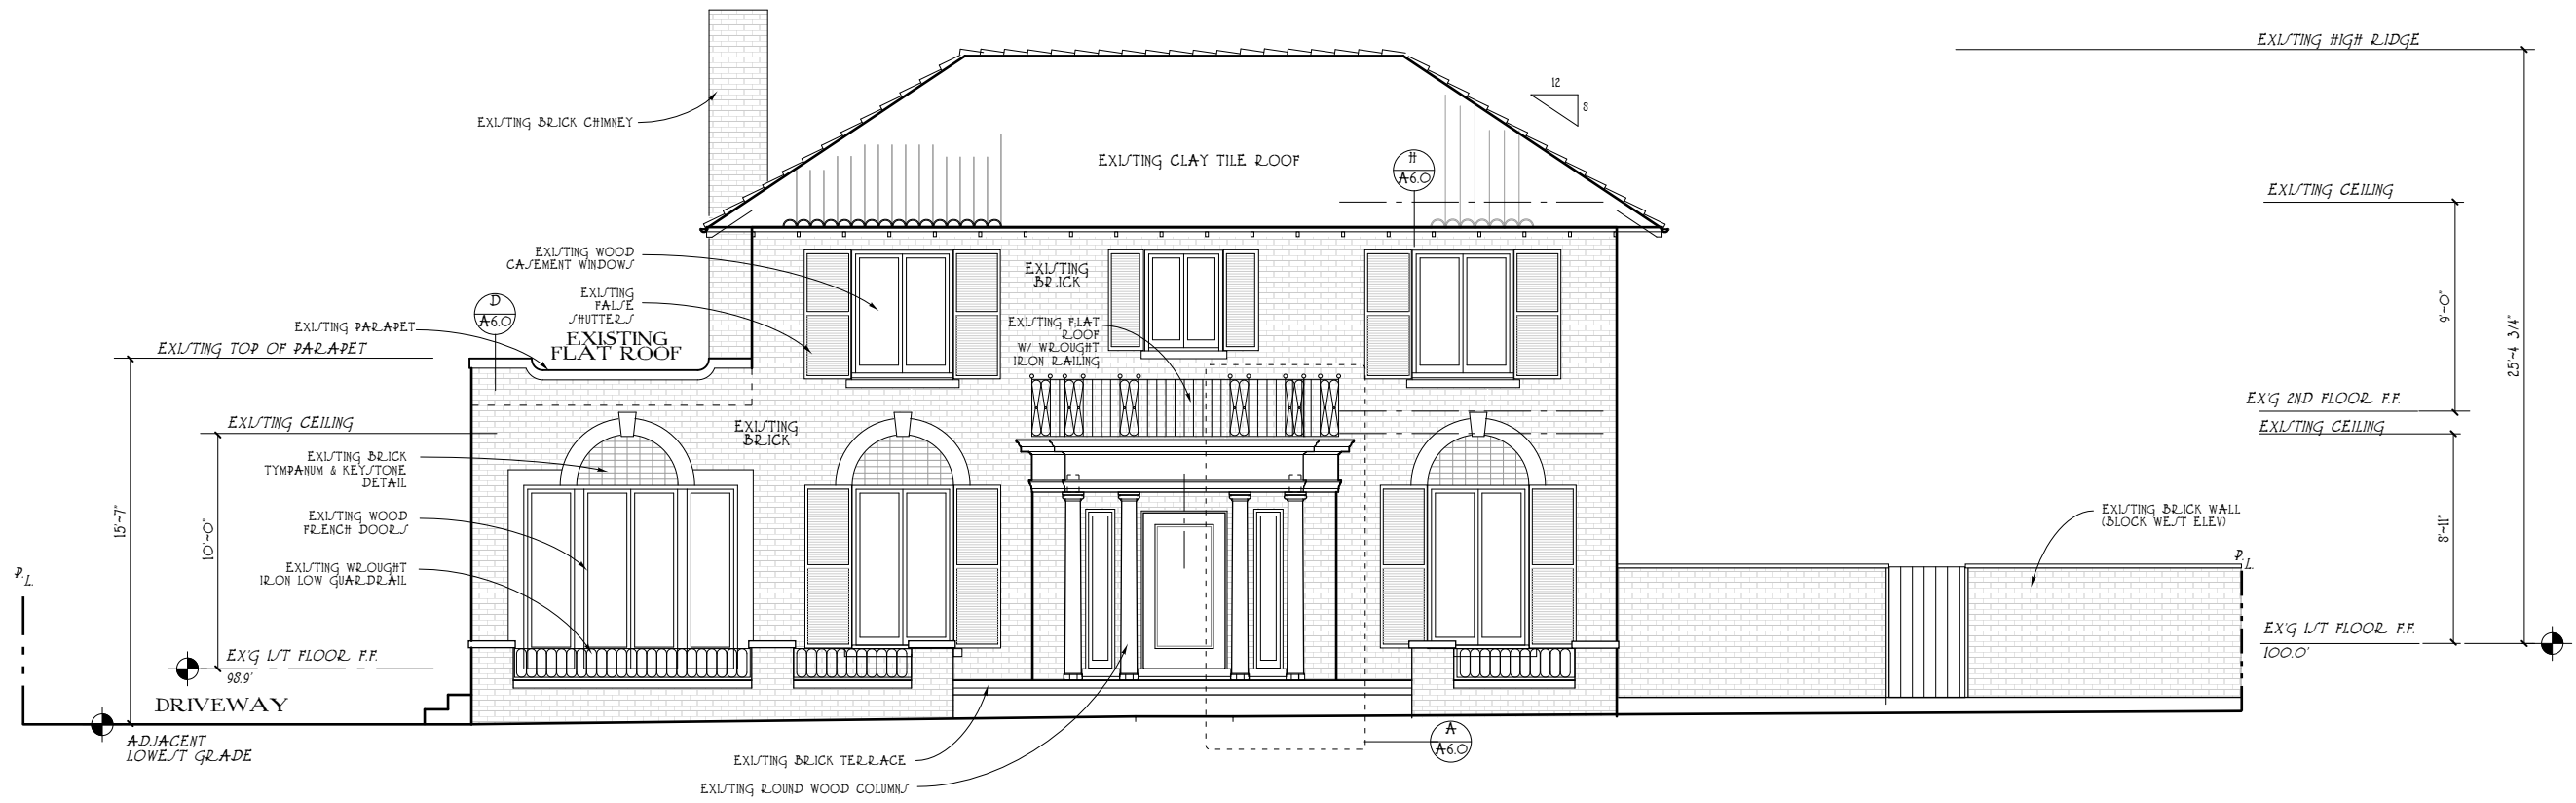 EXISTING HIGH RIDGE
12
8
EXISTING BRICK CHIMNEY
EXISTING CLAY TILE ROOF
H
A6.0
EXISTING CEILING
EXISTING WOOD
CASEMENT WINDOWS
EXISTING
BRICK
EXISTING
FALSE
SHUTTERS
D
A6.0
9'~0"
25'~4 3/4"
EXISTING PARAPET
EXISTING
FLAT ROOF
EXISTING FLAT
ROOF
W/ WROUGHT
IRON RAILING
EXISTING TOP OF PARAPET
EX'G 2ND FLOOR F.F.
EXISTING CEILING
EXISTING CEILING
EXISTING
BRICK
EXISTING BRICK
TYMPANUM & KEYSTONE
DETAIL
15'~7"
10'~0"
8'~11"
EXISTING WOOD
FRENCH DOORS
EXISTING BRICK WALL
(BLOCK WEST ELEV)
EXISTING WROUGHT
IRON LOW GUARDRAIL
P.L.
P.L.
EX'G 1ST FLOOR F.F.
98.9'
EX'G 1ST FLOOR F.F.
100.0'
DRIVEWAY
ADJACENT
LOWEST GRADE
A
A6.0
EXISTING BRICK TERRACE
EXISTING ROUND WOOD COLUMNS